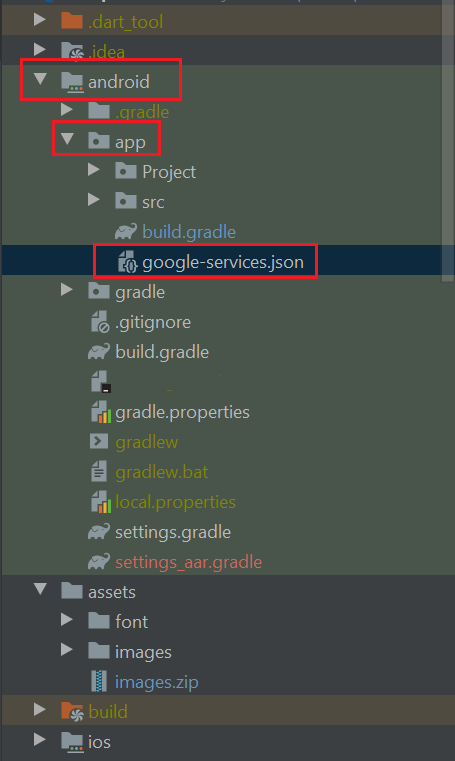 .dart_tool
.idea
android
.gradle
app
Project
src
build.gradle
google-services.json
gradle
.gitignore
build.gradle
gradle.properties
gradlew
gradlew.bat
local.properties
settings.gradle
settings_aar.gradle
assets
font
images
images.zip
build
ios